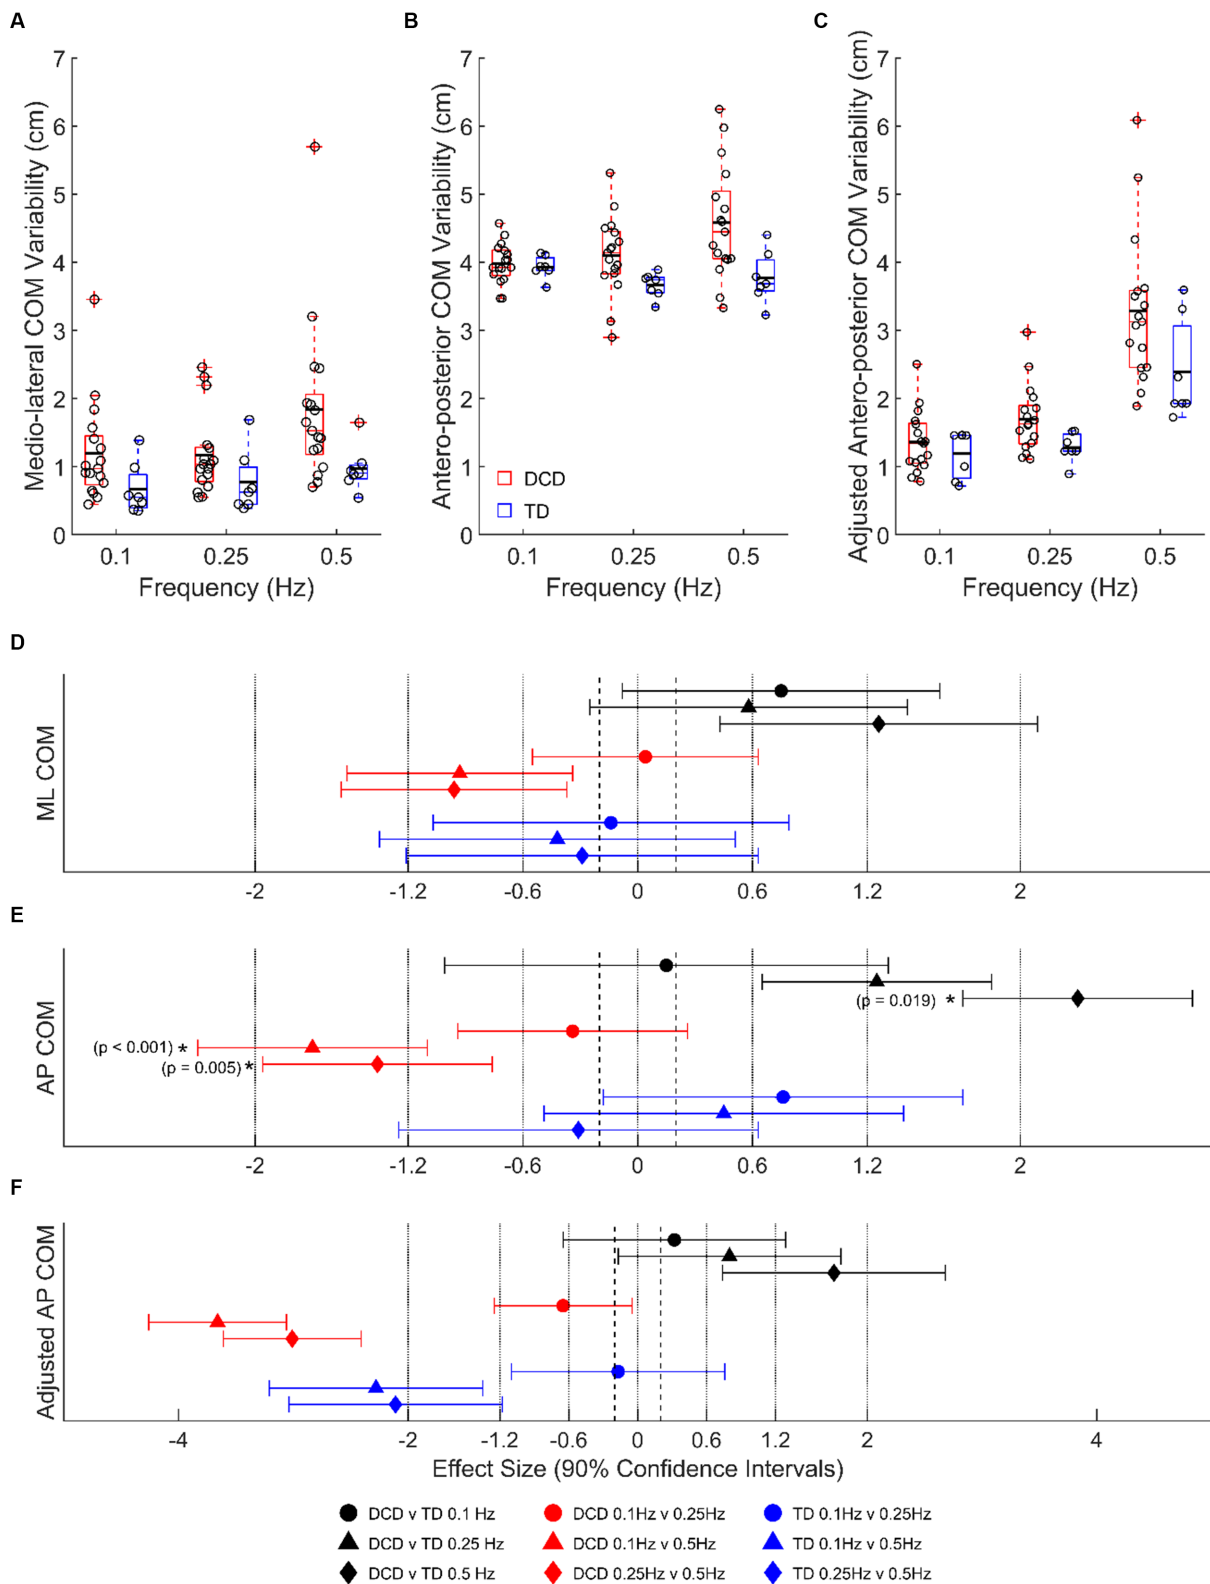 A
B
C
Medio-lateral COM Variability (cm)
7
6
5
4
3
2
1
0
0.1
0.25
0.5
Frequency (Hz)
Antero-posterior COM Variability (cm)
7
6
5
4
3
2
1
0
DCD
TD
0.1
0.25
0.5
Frequency (Hz)
Adjusted Antero-posterior COM Variability (cm)
7
6
5
4
3
2
1
0
0.1
0.25
0.5
Frequency (Hz)
D
ML COM
-2 -1.2 -0.6 0 0.6 1.2 2
E
AP COM
(p = 0.019) *
(p < 0.001) *
(p = 0.005) *
-2 -1.2 -0.6 0 0.6 1.2 2
F
Adjusted AP COM
-4 -2 -1.2 -0.6 0 0.6 1.2 2 4
Effect Size (90% Confidence Intervals)
DCD v TD 0.1 Hz DCD 0.1Hz v 0.25Hz TD 0.1Hz v 0.25Hz
DCD v TD 0.25 Hz DCD 0.1Hz v 0.5Hz TD 0.1Hz v 0.5Hz
DCD v TD 0.5 Hz DCD 0.25Hz v 0.5Hz TD 0.25Hz v 0.5Hz